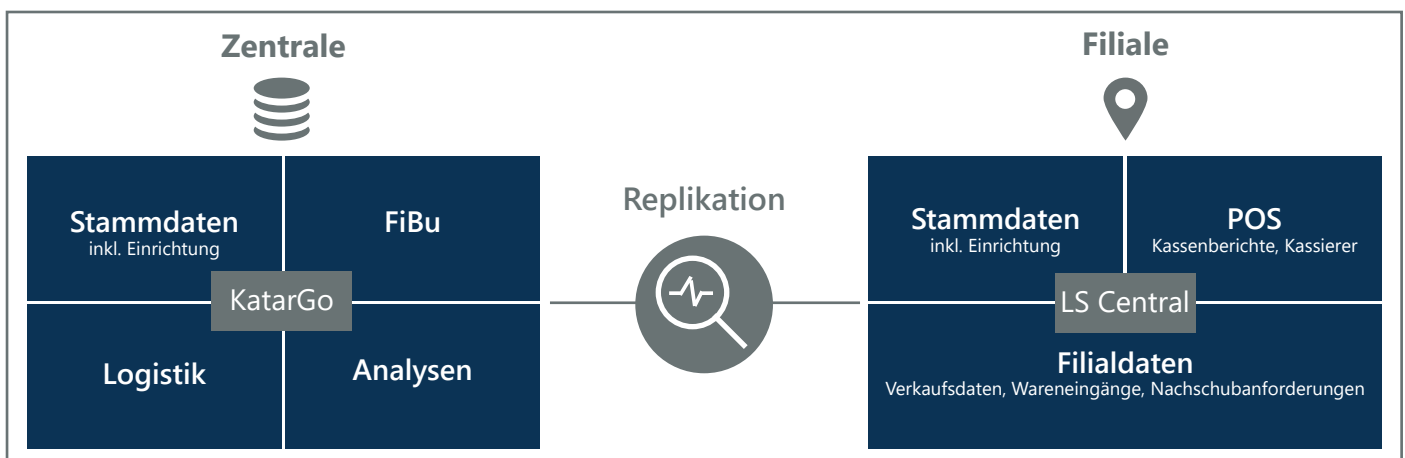 Zentrale
Stammdaten
inkl. Einrichtung
FiBu
KatarGo
Logistik
Analysen
Replikation
Filiale
Stammdaten
inkl. Einrichtung
POS
Kassenberichte, Kassierer
LS Central
Filialdaten
Verkaufsdaten, Wareneingänge, Nachschubanforderungen